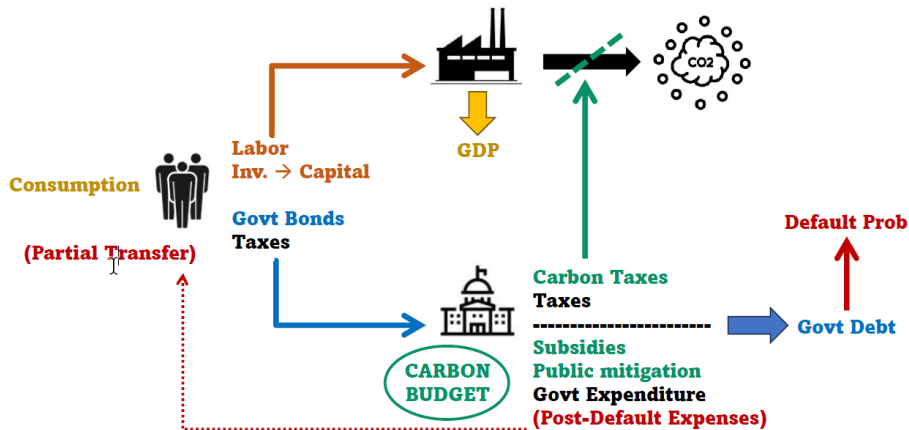 CO2
GDP
Labor
Inv. → Capital
Consumption
Govt Bonds
Taxes
(Partial Transfer)
Default Prob
Carbon Taxes
Taxes
Govt Debt
Subsidies
Public mitigation
Govt Expenditure
(Post-Default Expenses)
CARBON
BUDGET